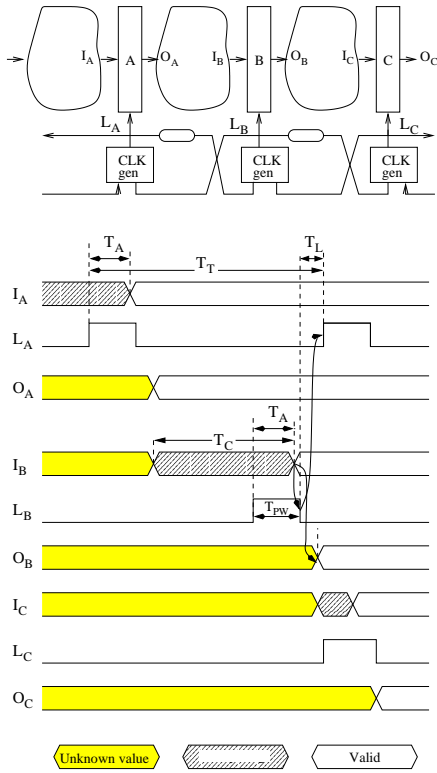 I_A A O_A I_B B O_B I_C C O_C
L_A L_B L_C
CLK gen CLK gen CLK gen
T_A T_L
T_T
I_A
L_A
O_A
T_A
T_C
I_B
T_PW
L_B
O_B
I_C
L_C
O_C
Unknown value Valid